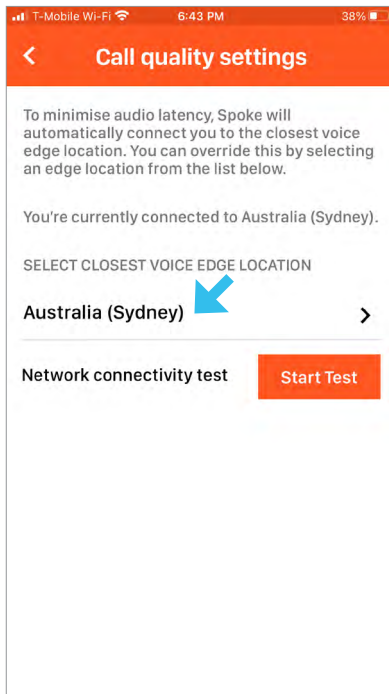 T-Mobile Wi-Fi 6:43 PM 38%
Call quality settings
To minimise audio latency, Spoke will
automatically connect you to the closest voice
edge location. You can override this by selecting
an edge location from the list below.
You're currently connected to Australia (Sydney).
SELECT CLOSEST VOICE EDGE LOCATION
Australia (Sydney)
Network connectivity test Start Test